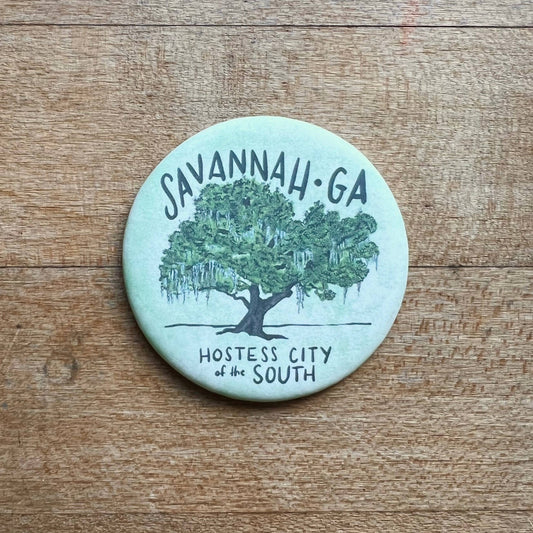 SAVANNAH • GA
HOSTESS CITY
of the SOUTH